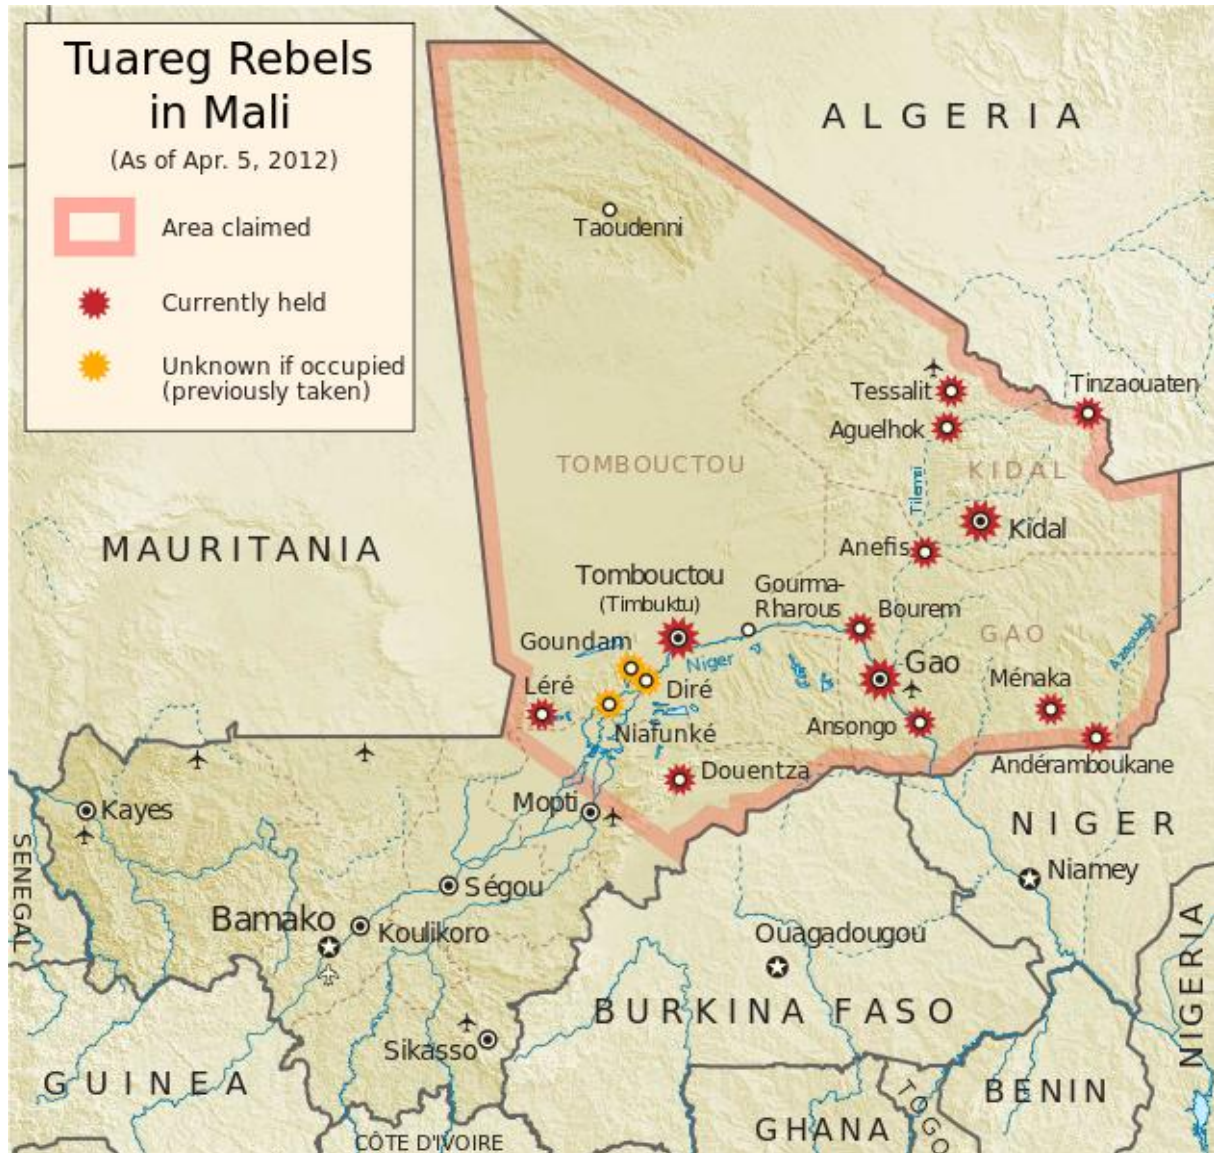 Tuareg Rebels
in Mali
(As of Apr. 5, 2012)
Area claimed
Currently held
Unknown if occupied
(previously taken)
ALGERIA
Taoudenni
Tessalit
Tinzaouaten
Aguelhok
TOMBOUCTOU
KIDAL
Tilemsi
Kidal
MAURITANIA
Anefis
Tombouctou
(Timbuktu)
Gourma-
Rharous
Bourem
GAO
Azaouagh
Goundam
Niger
Gao
Léré
Diré
Ménaka
Niafunké
Ansongo
Andéramboukane
Douentza
Mopti
Kayes
NIGER
SENEGAL
Niamey
Ségou
Bamako
Koulikoro
Ouagadougou
BURKINA FASO
NIGERIA
Sikasso
GUINEA
BENIN
TOGO
GHANA
CÔTE D'IVOIRE